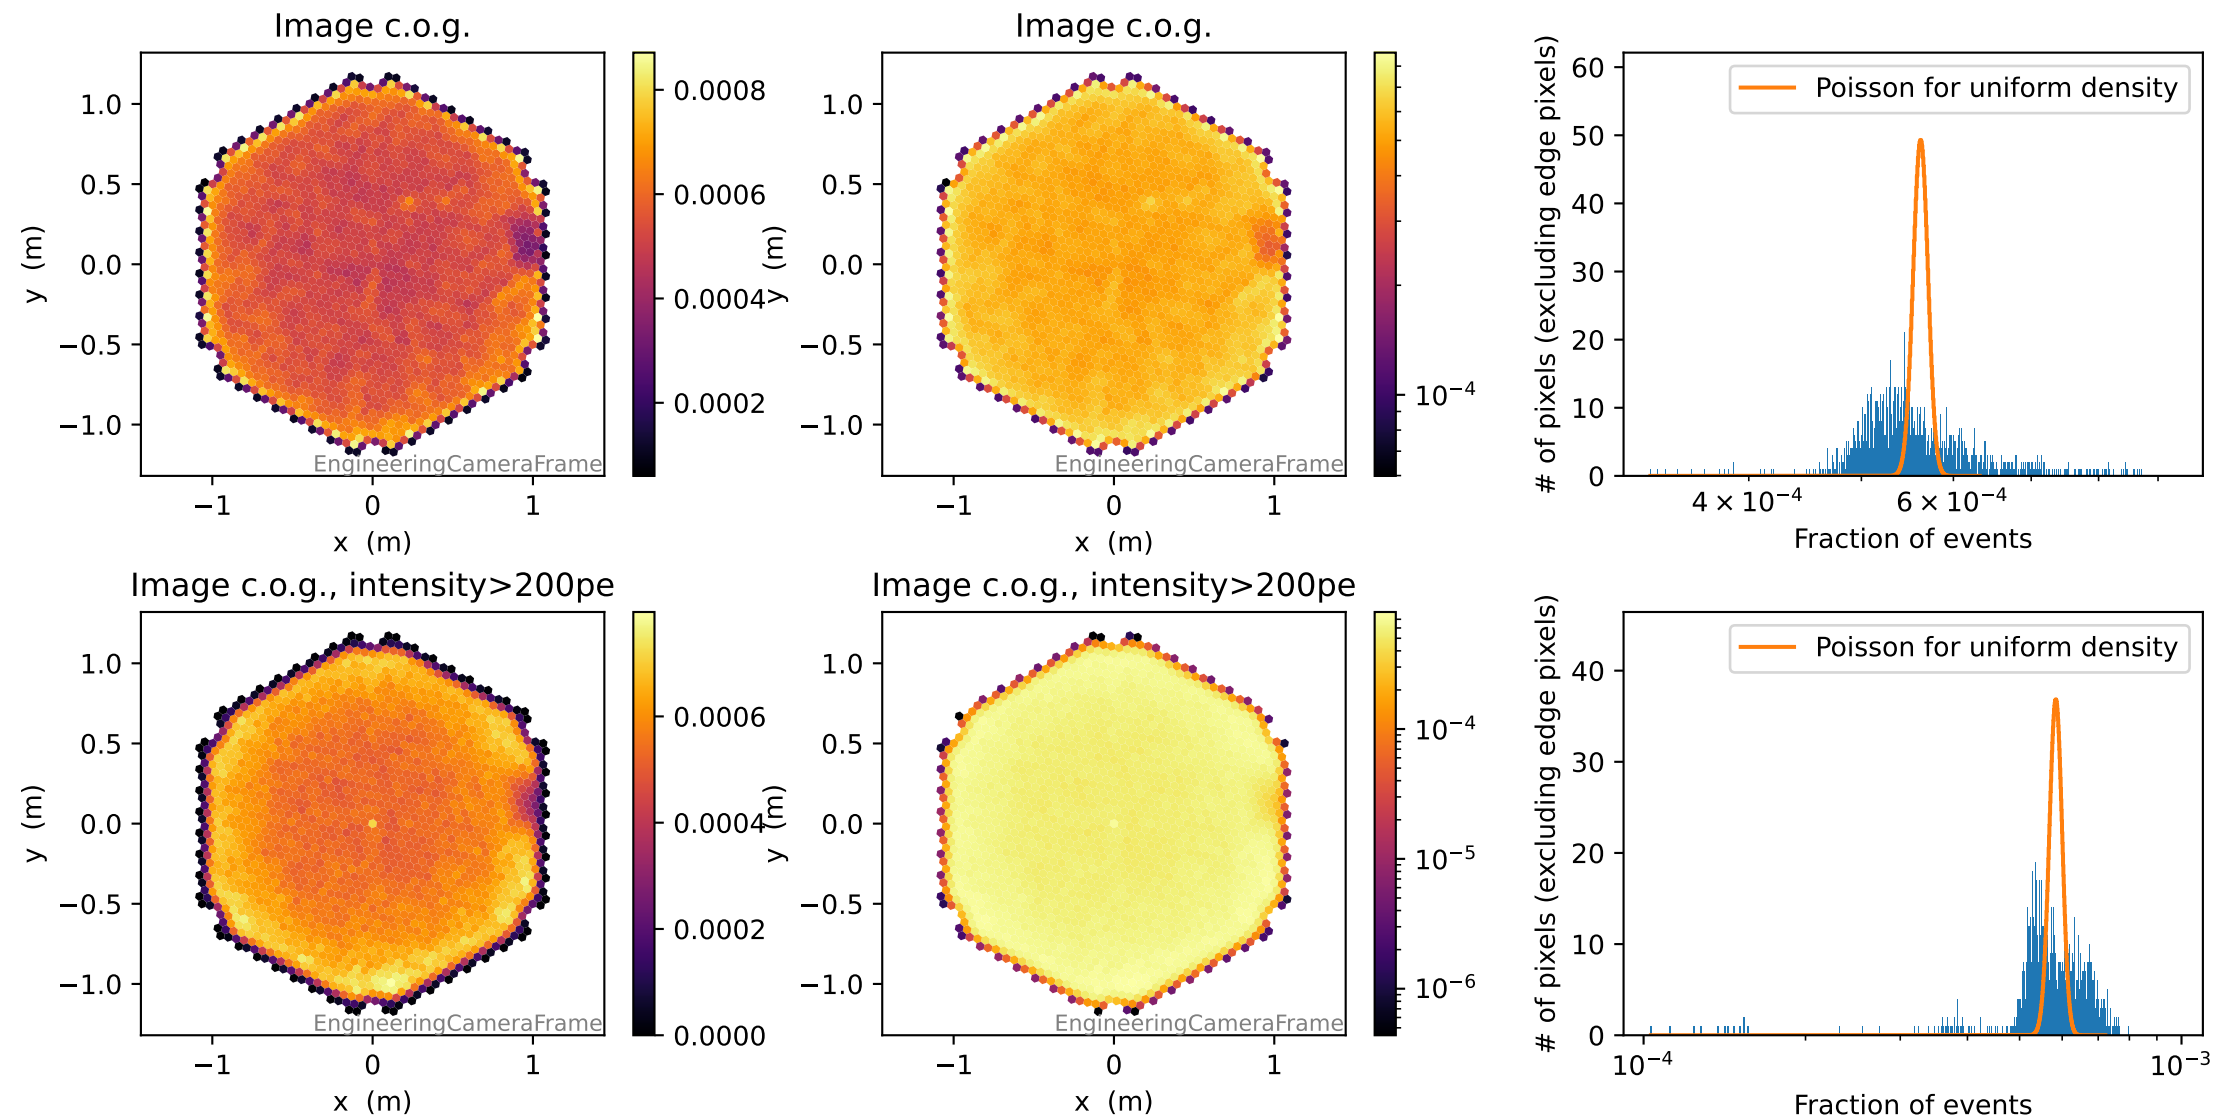 Image c.o.g.
1.0
0.5
0.0
−0.5
−1.0
y (m)
−1
0
1
x (m)
EngineeringCameraFrame
0.0008
0.0006
0.0004
0.0002
Image c.o.g.
1.0
0.5
0.0
−0.5
−1.0
y (m)
−1
0
1
x (m)
EngineeringCameraFrame
10⁻⁴
# of pixels (excluding edge pixels)
60
50
40
30
20
10
0
Poisson for uniform density
4 × 10⁻⁴
6 × 10⁻⁴
Fraction of events
Image c.o.g., intensity>200pe
1.0
0.5
0.0
−0.5
−1.0
y (m)
−1
0
1
x (m)
EngineeringCameraFrame
0.0006
0.0004
0.0002
0.0000
Image c.o.g., intensity>200pe
1.0
0.5
0.0
−0.5
−1.0
y (m)
−1
0
1
x (m)
EngineeringCameraFrame
10⁻⁴
10⁻⁵
10⁻⁶
# of pixels (excluding edge pixels)
40
30
20
10
0
Poisson for uniform density
10⁻⁴
10⁻³
Fraction of events